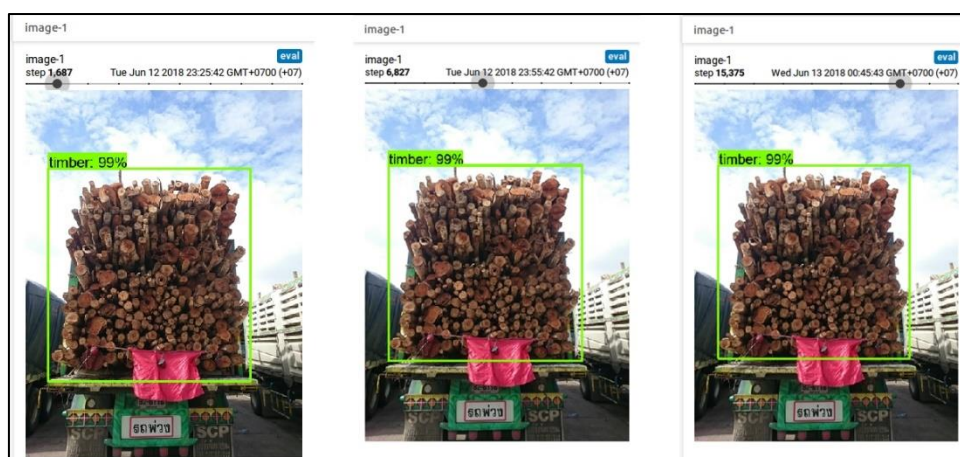 image-1
image-1
eval
step 1,687 Tue Jun 12 2018 23:25:42 GMT+0700 (+07)
timber: 99%
รถพ่วง
SCP
SCP
image-1
image-1
eval
step 6,827 Tue Jun 12 2018 23:55:42 GMT+0700 (+07)
timber: 99%
รถพ่วง
SCP
SCP
image-1
image-1
eval
step 15,375 Wed Jun 13 2018 00:45:43 GMT+0700 (+07)
timber: 99%
รถพ่วง
SCP
SCP